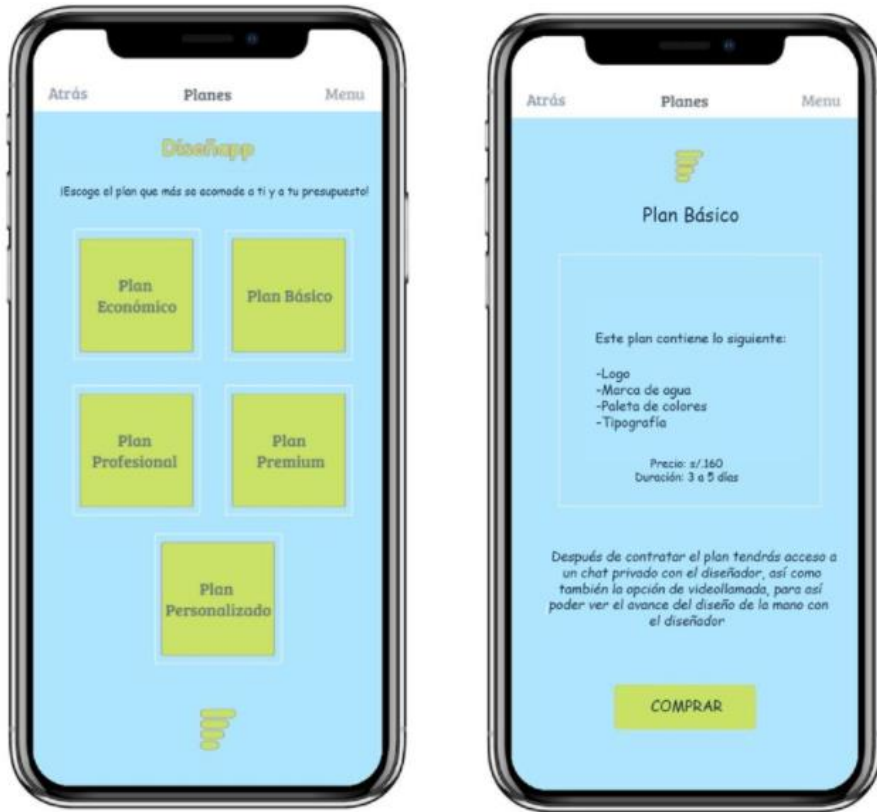 Atrás Planes Menu
Diseñapp
¡Escoge el plan que más se acomode a ti y a tu presupuesto!
Plan
Económico
Plan Básico
Plan
Profesional
Plan
Premium
Plan
Personalizado
Atrás Planes Menu
Plan Básico
Este plan contiene lo siguiente:
-Logo
-Marca de agua
-Paleta de colores
-Tipografía
Precio: s/.160
Duración: 3 a 5 días
Después de contratar el plan tendrás acceso a
un chat privado con el diseñador, así como
también la opción de videollamada, para así
poder ver el avance del diseño de la mano con
el diseñador
COMPRAR